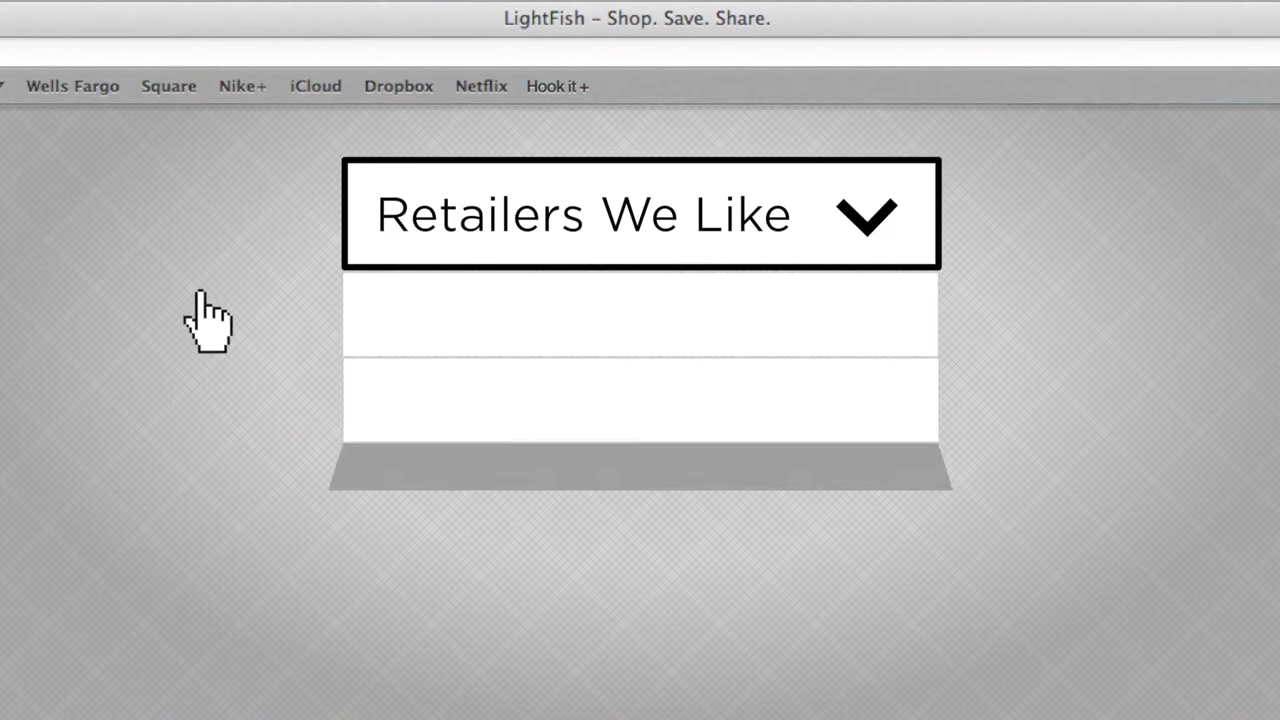 LightFish – Shop. Save. Share.
Wells Fargo Square Nike+ iCloud Dropbox Netflix Hook it +
Retailers We Like